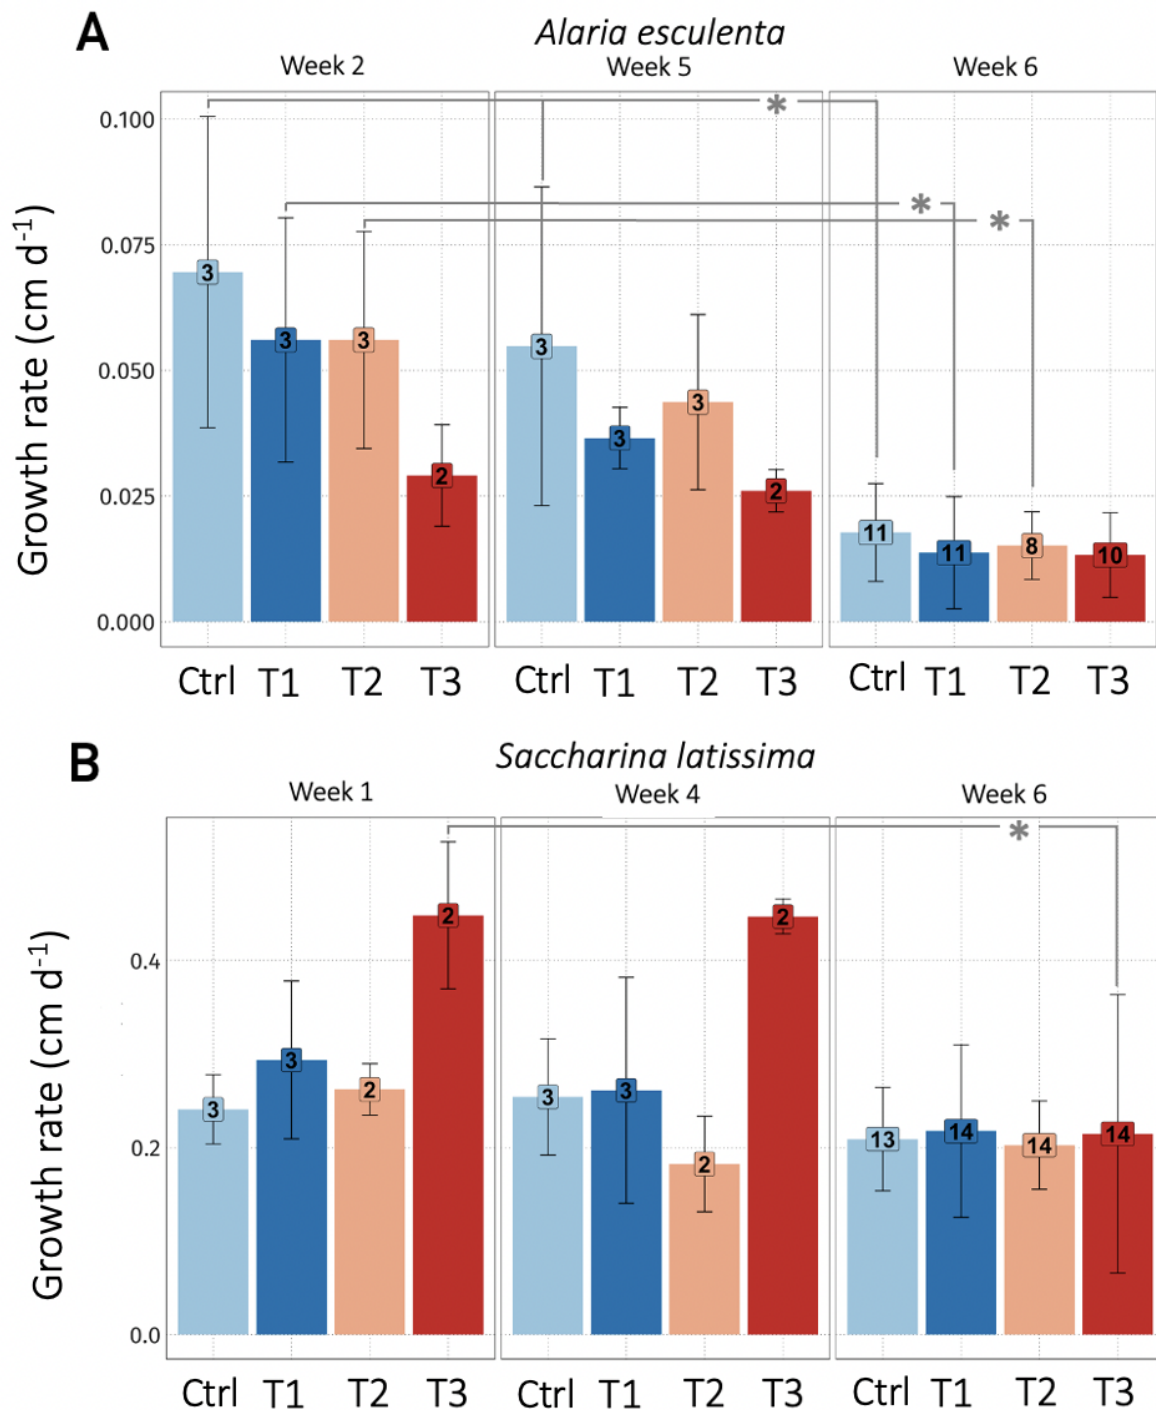 A
Alaria esculenta
Week 2 Week 5 Week 6
*
0.100
*
*
0.075
3
3 3 3
0.050
3
3
2 2
0.025
11 11 8 10
0.000
Growth rate (cm d-1)
Ctrl T1 T2 T3 Ctrl T1 T2 T3 Ctrl T1 T2 T3
B
Saccharina latissima
Week 1 Week 4 Week 6
*
2 2
0.4
3 3 2 3 3 2 13 14 14 14
0.2
0.0
Growth rate (cm d-1)
Ctrl T1 T2 T3 Ctrl T1 T2 T3 Ctrl T1 T2 T3